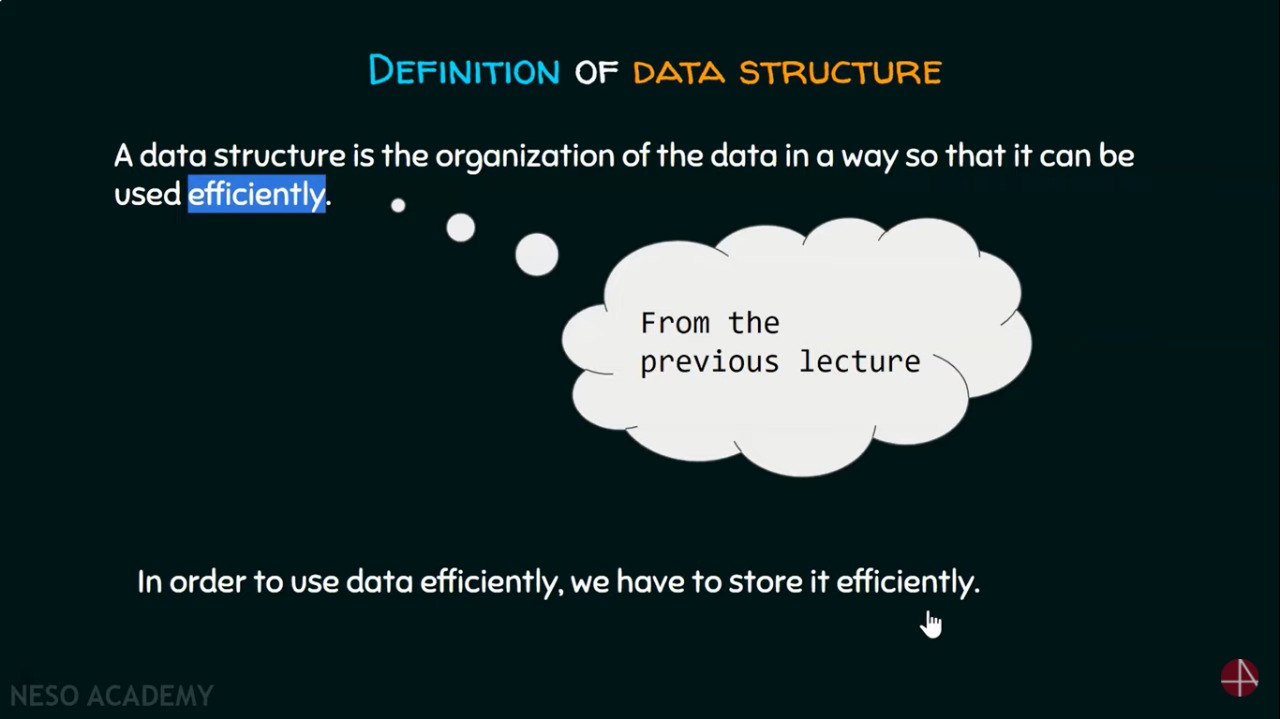 DEFINITION OF DATA STRUCTURE
A data structure is the organization of the data in a way so that it can be
used efficiently.
From the
previous lecture
In order to use data efficiently, we have to store it efficiently.
NESO ACADEMY